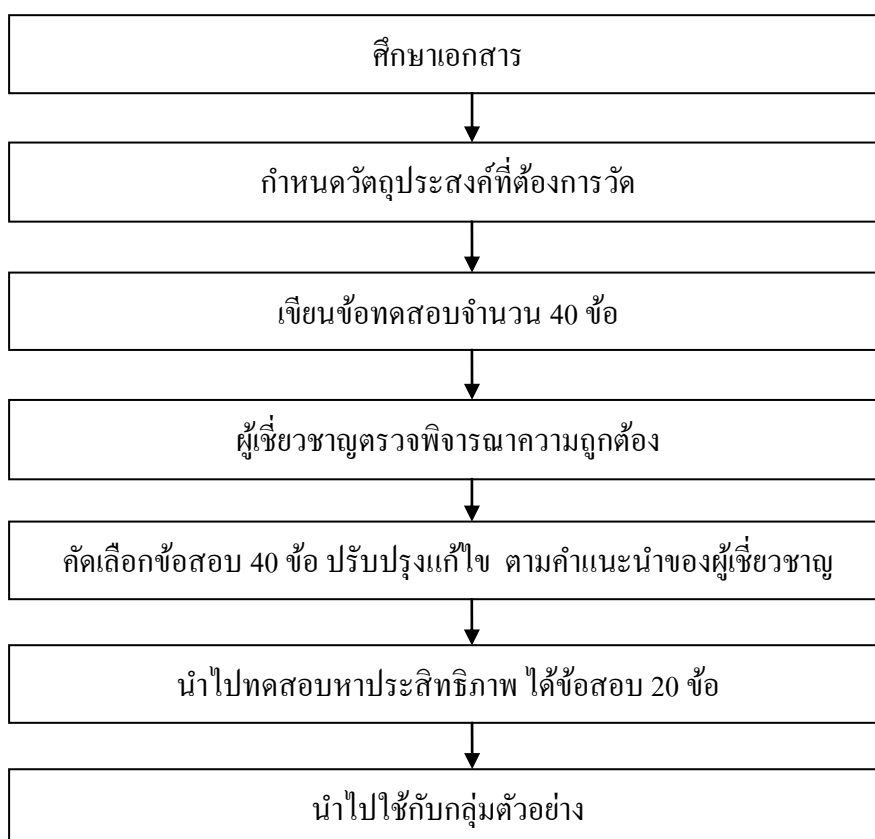 ศึกษาเอกสาร
กำหนดวัตถุประสงค์ที่ต้องการวัด
เขียนข้อทดสอบจำนวน 40 ข้อ
ผู้เชี่ยวชาญตรวจพิจารณาความถูกต้อง
คัดเลือกข้อสอบ 40 ข้อ ปรับปรุงแก้ไข ตามคำแนะนำของผู้เชี่ยวชาญ
นำไปทดสอบหาประสิทธิภาพ ได้ข้อสอบ 20 ข้อ
นำไปใช้กับกลุ่มตัวอย่าง